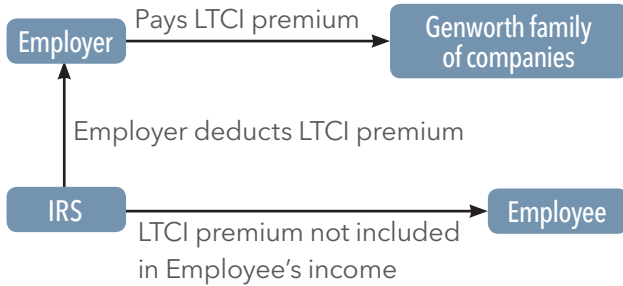 Pays LTCI premium
Employer
Genworth family
of companies
Employer deducts LTCI premium
IRS
Employee
LTCI premium not included
in Employee’s income